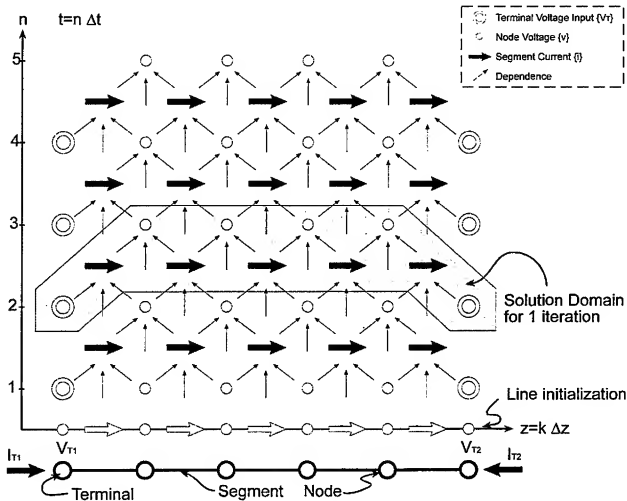 n
t=n Δt
Terminal Voltage Input {VT}
Node Voltage {v}
Segment Current {i}
Dependence
5
4
3
2
1
Solution Domain
for 1 iteration
Line initialization
z=k Δz
VT1
VT2
IT1
IT2
Terminal
Segment
Node